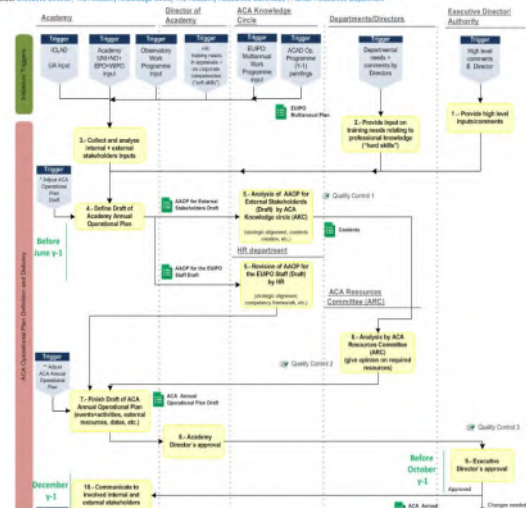 Academy
Director of
Academy
ACA Knowledge
Circle
Departments/Directors
Executive Director/
Authority
Initiation Triggers
Trigger
UA Input
Trigger
Academy
input
Trigger
Observatory
Work
Programme
input
Trigger
training
needs in
appraisals +
on corporate
competencies
("soft skills")
Trigger
EUIPO
Multiannual
Work
Programme
input
Trigger
ACAD Op.
Programme
(Y-1)
pendings
Trigger
Departmental
needs +
comments by
Directors
Trigger
High level
comments
E. Director
EUIPO
Multiannual Plan
3.- Collect and analyse
internal + external
stakeholders inputs
2.- Provide input on
training needs relating to
professional knowledge
("hard skills")
1.- Provide high level
inputs/comments
ACA Operational Plan Definition and Delivery
Trigger
* Adjust ACA
Operational
Plan
Draft
4.- Define Draft of
Academy Annual
Operational Plan
Before
June y-1
AAOP for External
Stakeholders Draft
5.- Analysis of AAOP for
External Stakeholders
(Draft) by ACA
Knowledge circle (AKC)
(strategic alignment, contents
creation, etc.)
Quality Control 1
Contents
HR department
AAOP for the EUIPO
Staff Draft
5.- Revision of AAOP for
the EUIPO Staff (Draft)
by HR
(strategic alignment,
competency framework, etc.)
ACA Resources
Committee (ARC)
6.- Analysis by ACA
Resources Committee
(ARC)
(give opinion on required
resources)
Quality Control 2
Trigger
** Adjust
ACA Annual
Operational
Plan
7.- Finish Draft of ACA
Annual Operational Plan
(events+activities, external
resources, dates, etc.)
ACA Annual
Operational Plan Draft
8.- Academy
Director's approval
Quality Control 3
Before
October
y-1
9.- Executive
Director's approval
Approved
December
y-1
10.- Communicate to
involved internal and
external stakeholders
ACA Annual
Changes needed